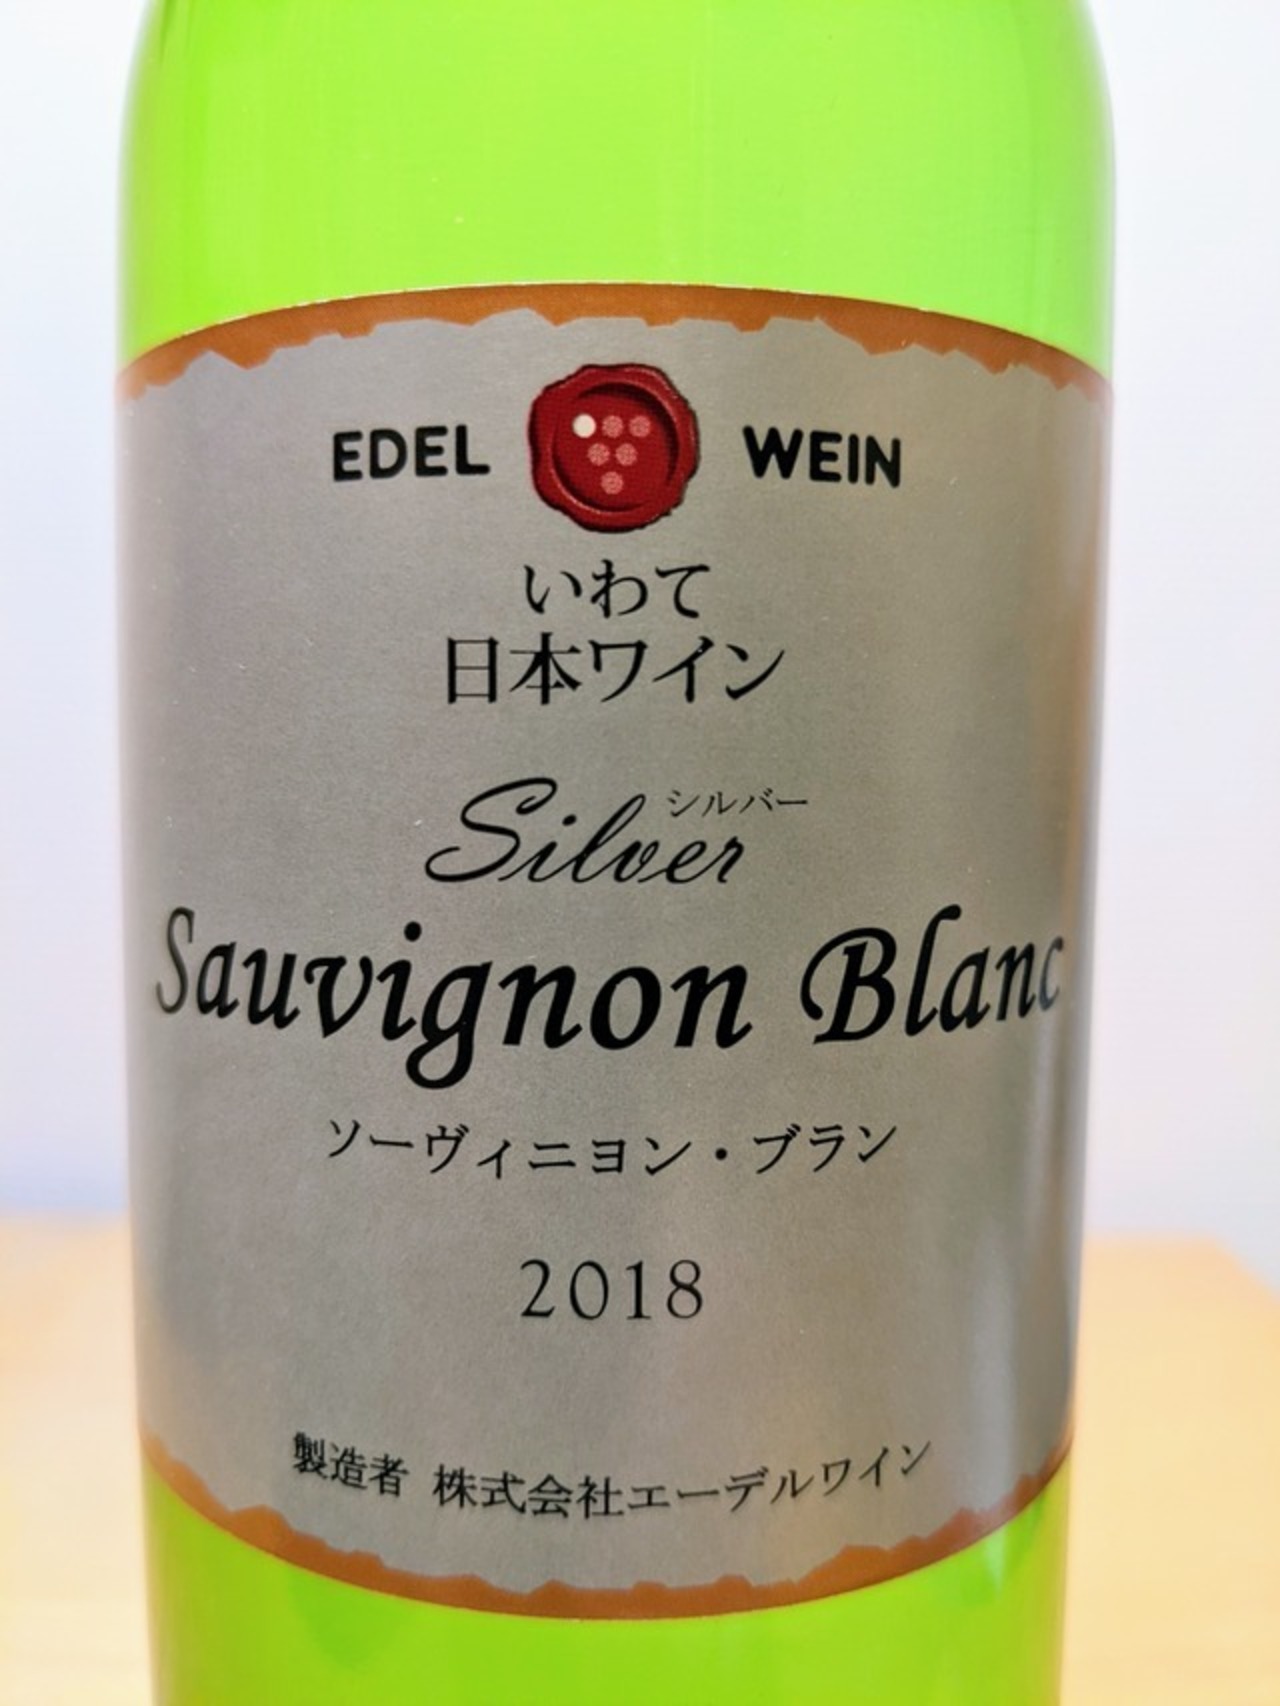 EDEL WEIN
いわて
日本ワイン
シルバー
Silver
Sauvignon Blanc
ソーヴィニヨン・ブラン
2018
製造者 株式会社エーデルワイン